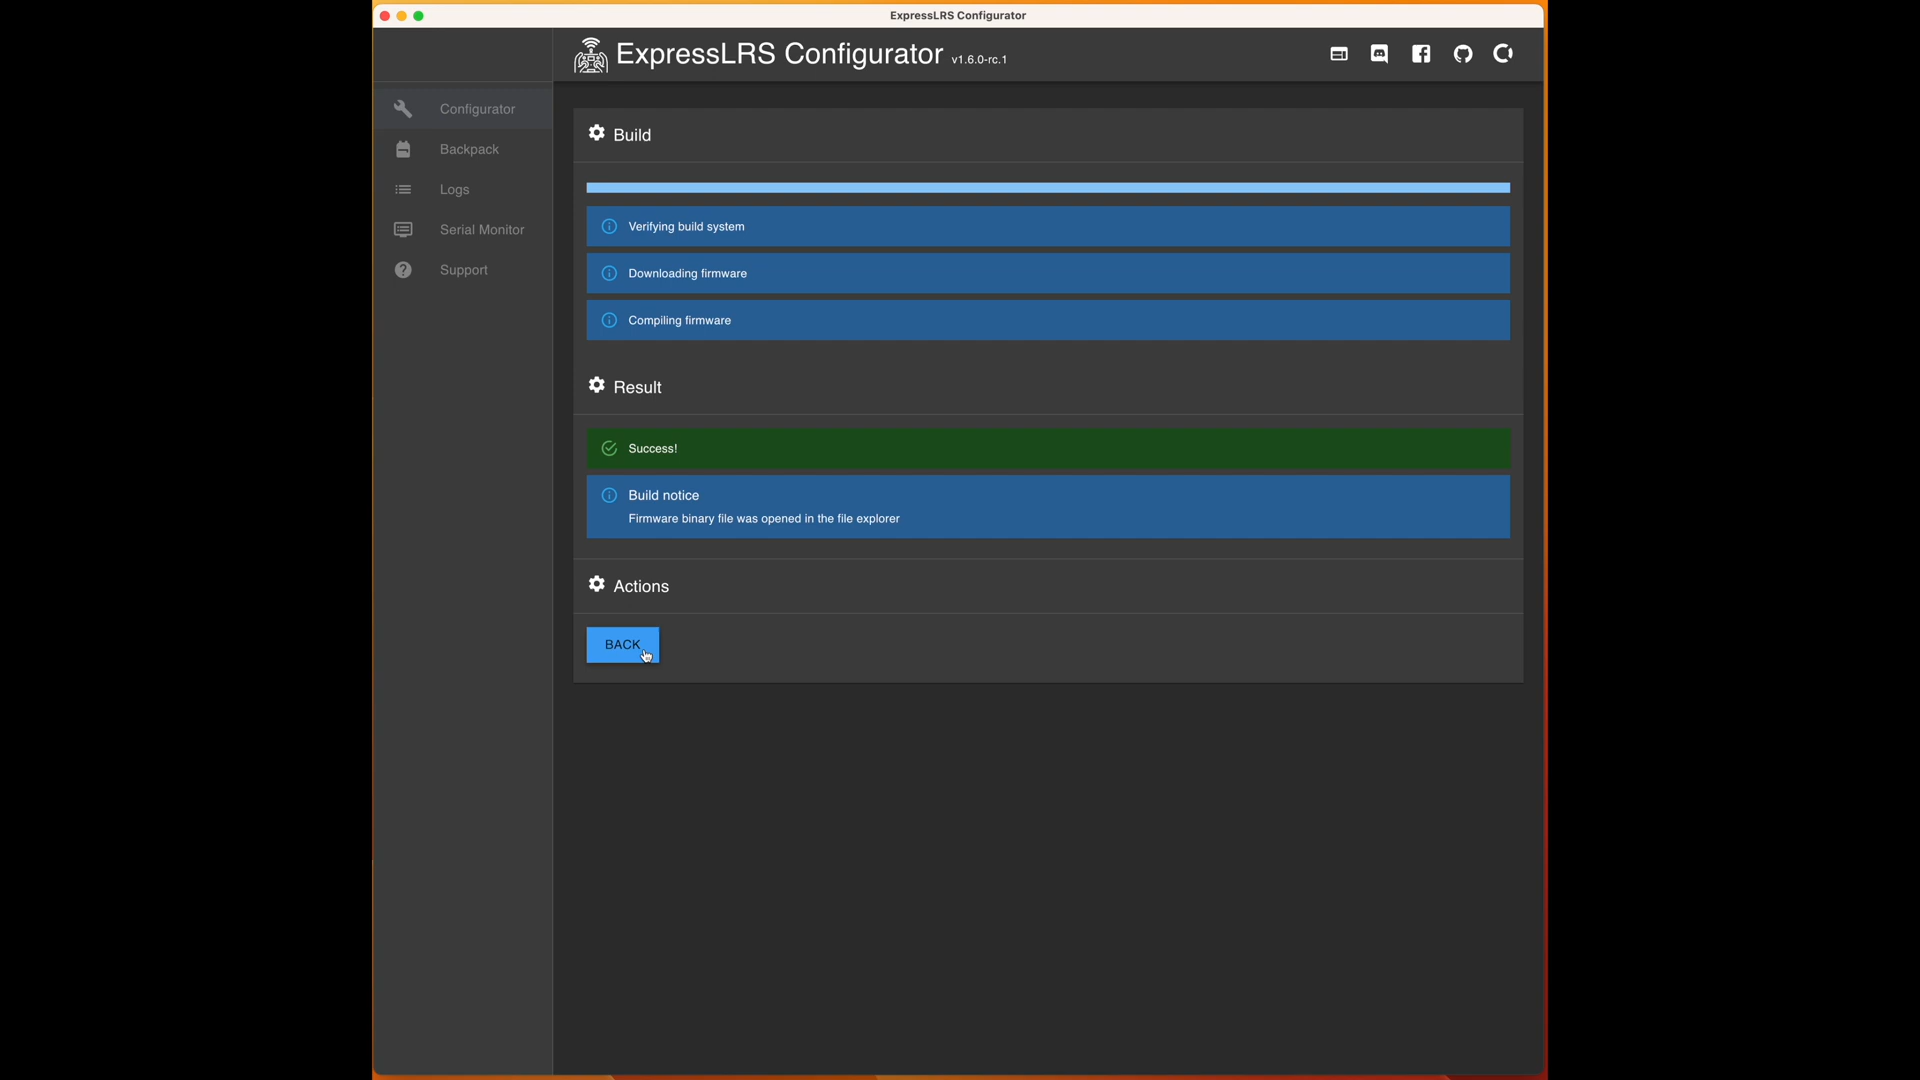 ExpressLRS Configurator
ExpressLRS Configurator v1.6.0-rc.1
Configurator
Backpack
Logs
Serial Monitor
Support
Build
Verifying build system
Downloading firmware
Compiling firmware
Result
Success!
Build notice
Firmware binary file was opened in the file explorer
Actions
BACK